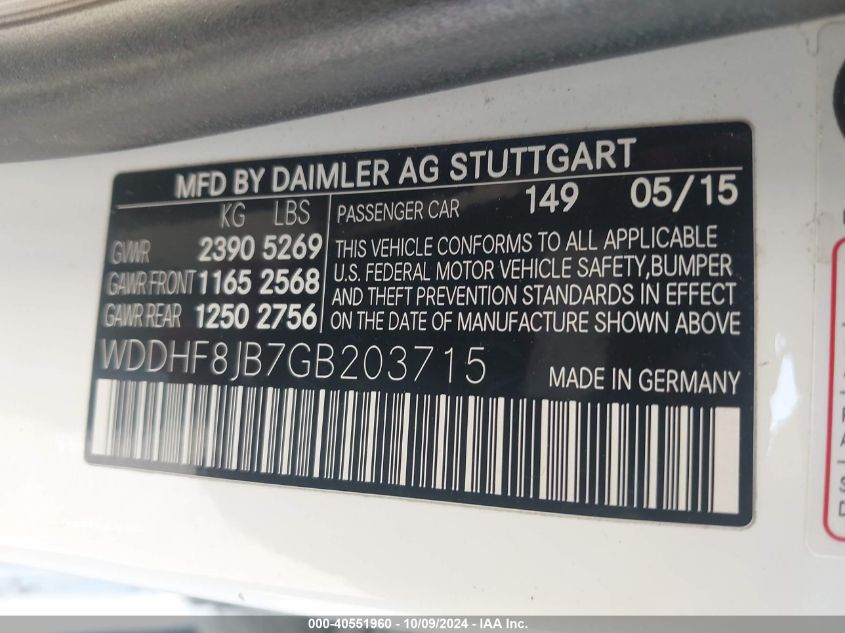 MFD BY DAIMLER AG STUTTGART
KG LBS
GVWR 2390 5269
GAWR FRONT 1165 2568
GAWR REAR 1250 2756
PASSENGER CAR 149 05/15
THIS VEHICLE CONFORMS TO ALL APPLICABLE
U.S. FEDERAL MOTOR VEHICLE SAFETY,BUMPER
AND THEFT PREVENTION STANDARDS IN EFFECT
ON THE DATE OF MANUFACTURE SHOWN ABOVE
WDDHF8JB7GB203715
MADE IN GERMANY
000-40551960 - 10/09/2024 - IAA Inc.